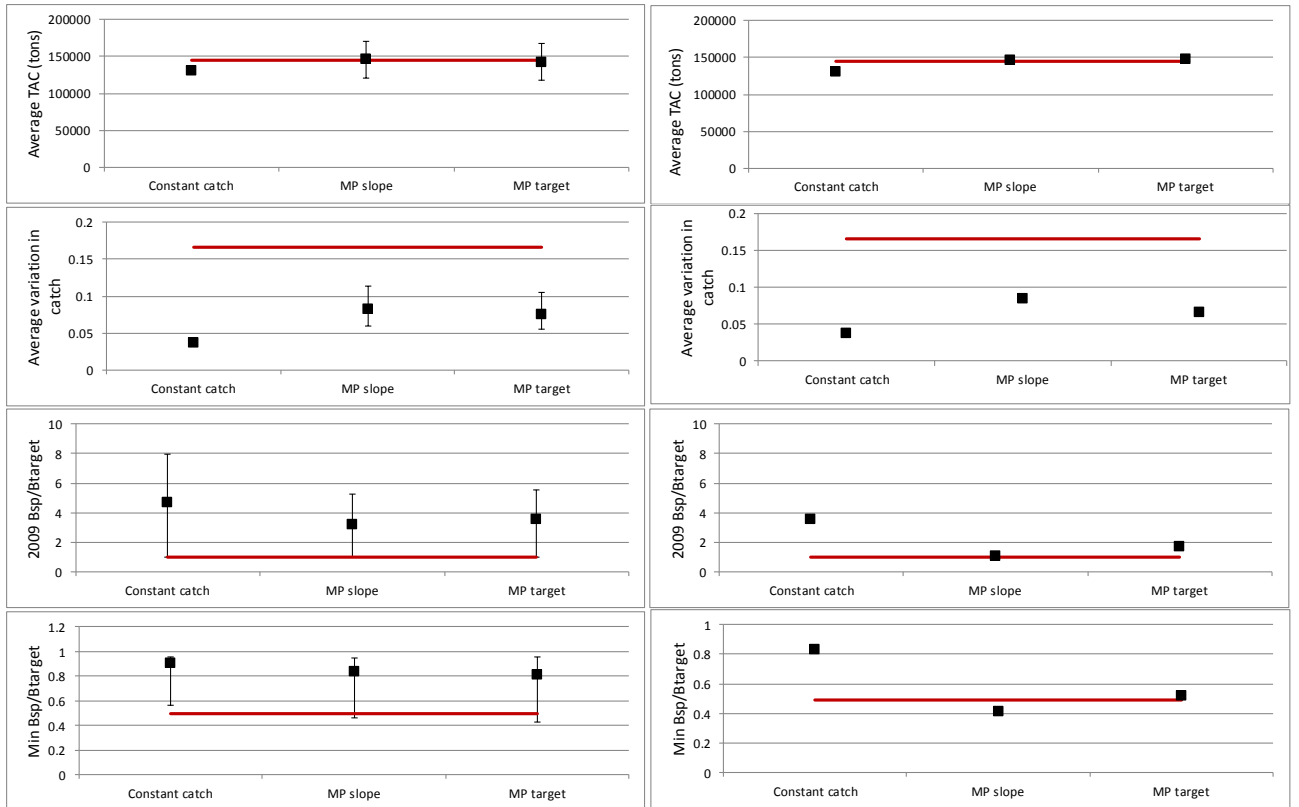 Average TAC (tons)
200000
150000
100000
50000
0
Constant catch
MP slope
MP target
Average TAC (tons)
200000
150000
100000
50000
0
Constant catch
MP slope
MP target
Average variation in
catch
0.2
0.15
0.1
0.05
0
Constant catch
MP slope
MP target
Average variation in
catch
0.2
0.15
0.1
0.05
0
Constant catch
MP slope
MP target
2009 Bsp/Btarget
10
8
6
4
2
0
Constant catch
MP slope
MP target
2009 Bsp/Btarget
10
8
6
4
2
0
Constant catch
MP slope
MP target
Min Bsp/Btarget
1.2
1
0.8
0.6
0.4
0.2
0
Constant catch
MP slope
MP target
Min Bsp/Btarget
1
0.8
0.6
0.4
0.2
0
Constant catch
MP slope
MP target